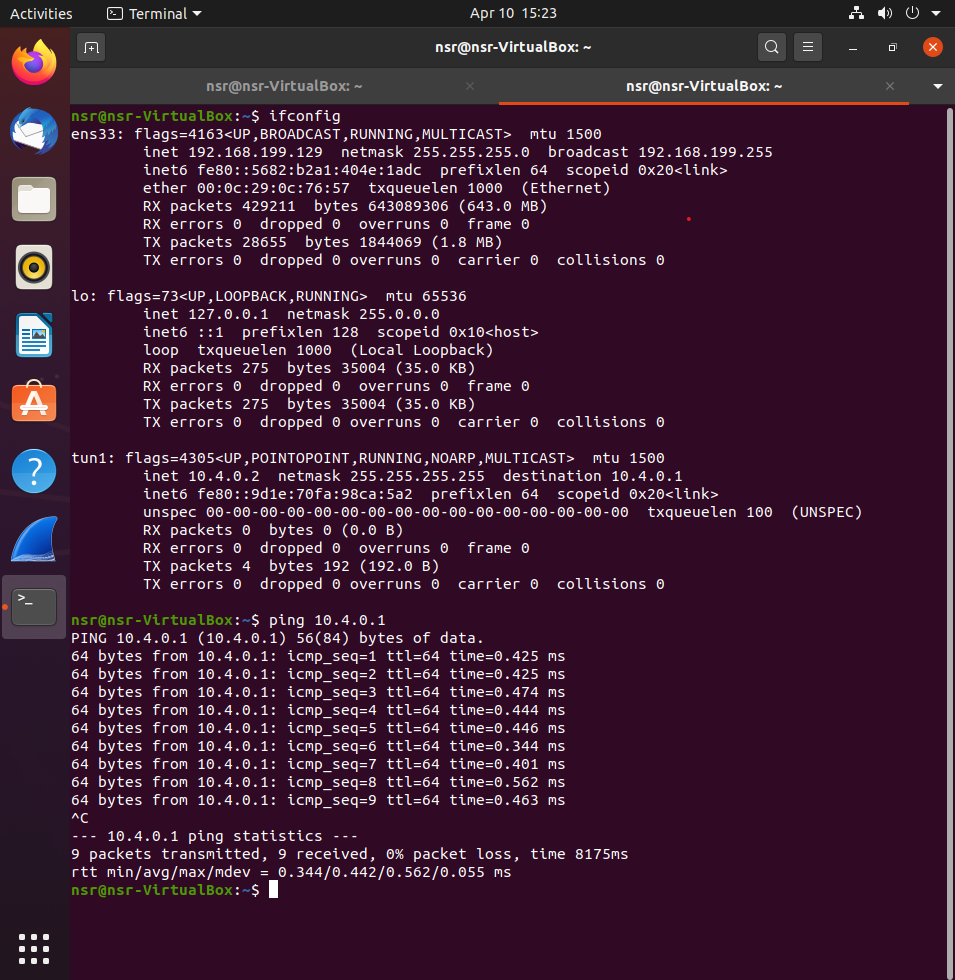 Activities Terminal Apr 10 15:23
nsr@nsr-VirtualBox: ~
nsr@nsr-VirtualBox: ~ nsr@nsr-VirtualBox: ~
nsr@nsr-VirtualBox:~$ ifconfig
ens33: flags=4163<UP,BROADCAST,RUNNING,MULTICAST>  mtu 1500
        inet 192.168.199.129  netmask 255.255.255.0  broadcast 192.168.199.255
        inet6 fe80::5682:b2a1:404e:1adc  prefixlen 64  scopeid 0x20<link>
        ether 00:0c:29:0c:76:57  txqueuelen 1000  (Ethernet)
        RX packets 429211  bytes 643089306 (643.0 MB)
        RX errors 0  dropped 0  overruns 0  frame 0
        TX packets 28655  bytes 1844069 (1.8 MB)
        TX errors 0  dropped 0 overruns 0  carrier 0  collisions 0
lo: flags=73<UP,LOOPBACK,RUNNING>  mtu 65536
        inet 127.0.0.1  netmask 255.0.0.0
        inet6 ::1  prefixlen 128  scopeid 0x10<host>
        loop  txqueuelen 1000  (Local Loopback)
        RX packets 275  bytes 35004 (35.0 KB)
        RX errors 0  dropped 0  overruns 0  frame 0
        TX packets 275  bytes 35004 (35.0 KB)
        TX errors 0  dropped 0 overruns 0  carrier 0  collisions 0
tun1: flags=4305<UP,POINTOPOINT,RUNNING,NOARP,MULTICAST>  mtu 1500
        inet 10.4.0.2  netmask 255.255.255.255  destination 10.4.0.1
        inet6 fe80::9d1e:70fa:98ca:5a2  prefixlen 64  scopeid 0x20<link>
        unspec 00-00-00-00-00-00-00-00-00-00-00-00-00-00-00-00  txqueuelen 100  (UNSPEC)
        RX packets 0  bytes 0 (0.0 B)
        RX errors 0  dropped 0  overruns 0  frame 0
        TX packets 4  bytes 192 (192.0 B)
        TX errors 0  dropped 0 overruns 0  carrier 0  collisions 0
nsr@nsr-VirtualBox:~$ ping 10.4.0.1
PING 10.4.0.1 (10.4.0.1) 56(84) bytes of data.
64 bytes from 10.4.0.1: icmp_seq=1 ttl=64 time=0.425 ms
64 bytes from 10.4.0.1: icmp_seq=2 ttl=64 time=0.425 ms
64 bytes from 10.4.0.1: icmp_seq=3 ttl=64 time=0.474 ms
64 bytes from 10.4.0.1: icmp_seq=4 ttl=64 time=0.444 ms
64 bytes from 10.4.0.1: icmp_seq=5 ttl=64 time=0.446 ms
64 bytes from 10.4.0.1: icmp_seq=6 ttl=64 time=0.344 ms
64 bytes from 10.4.0.1: icmp_seq=7 ttl=64 time=0.401 ms
64 bytes from 10.4.0.1: icmp_seq=8 ttl=64 time=0.562 ms
64 bytes from 10.4.0.1: icmp_seq=9 ttl=64 time=0.463 ms
^C
--- 10.4.0.1 ping statistics ---
9 packets transmitted, 9 received, 0% packet loss, time 8175ms
rtt min/avg/max/mdev = 0.344/0.442/0.562/0.055 ms
nsr@nsr-VirtualBox:~$